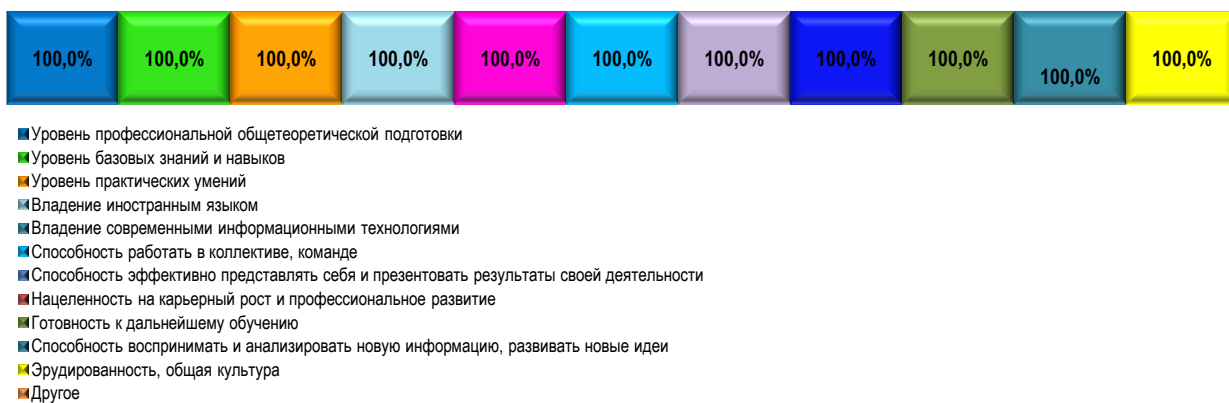 100,0% 100,0% 100,0% 100,0% 100,0% 100,0% 100,0% 100,0% 100,0% 100,0% 100,0%
Уровень профессиональной общетеоретической подготовки
Уровень базовых знаний и навыков
Уровень практических умений
Владение иностранным языком
Владение современными информационными технологиями
Способность работать в коллективе, команде
Способность эффективно представлять себя и презентовать результаты своей деятельности
Нацеленность на карьерный рост и профессиональное развитие
Готовность к дальнейшему обучению
Способность воспринимать и анализировать новую информацию, развивать новые идеи
Эрудированность, общая культура
Другое